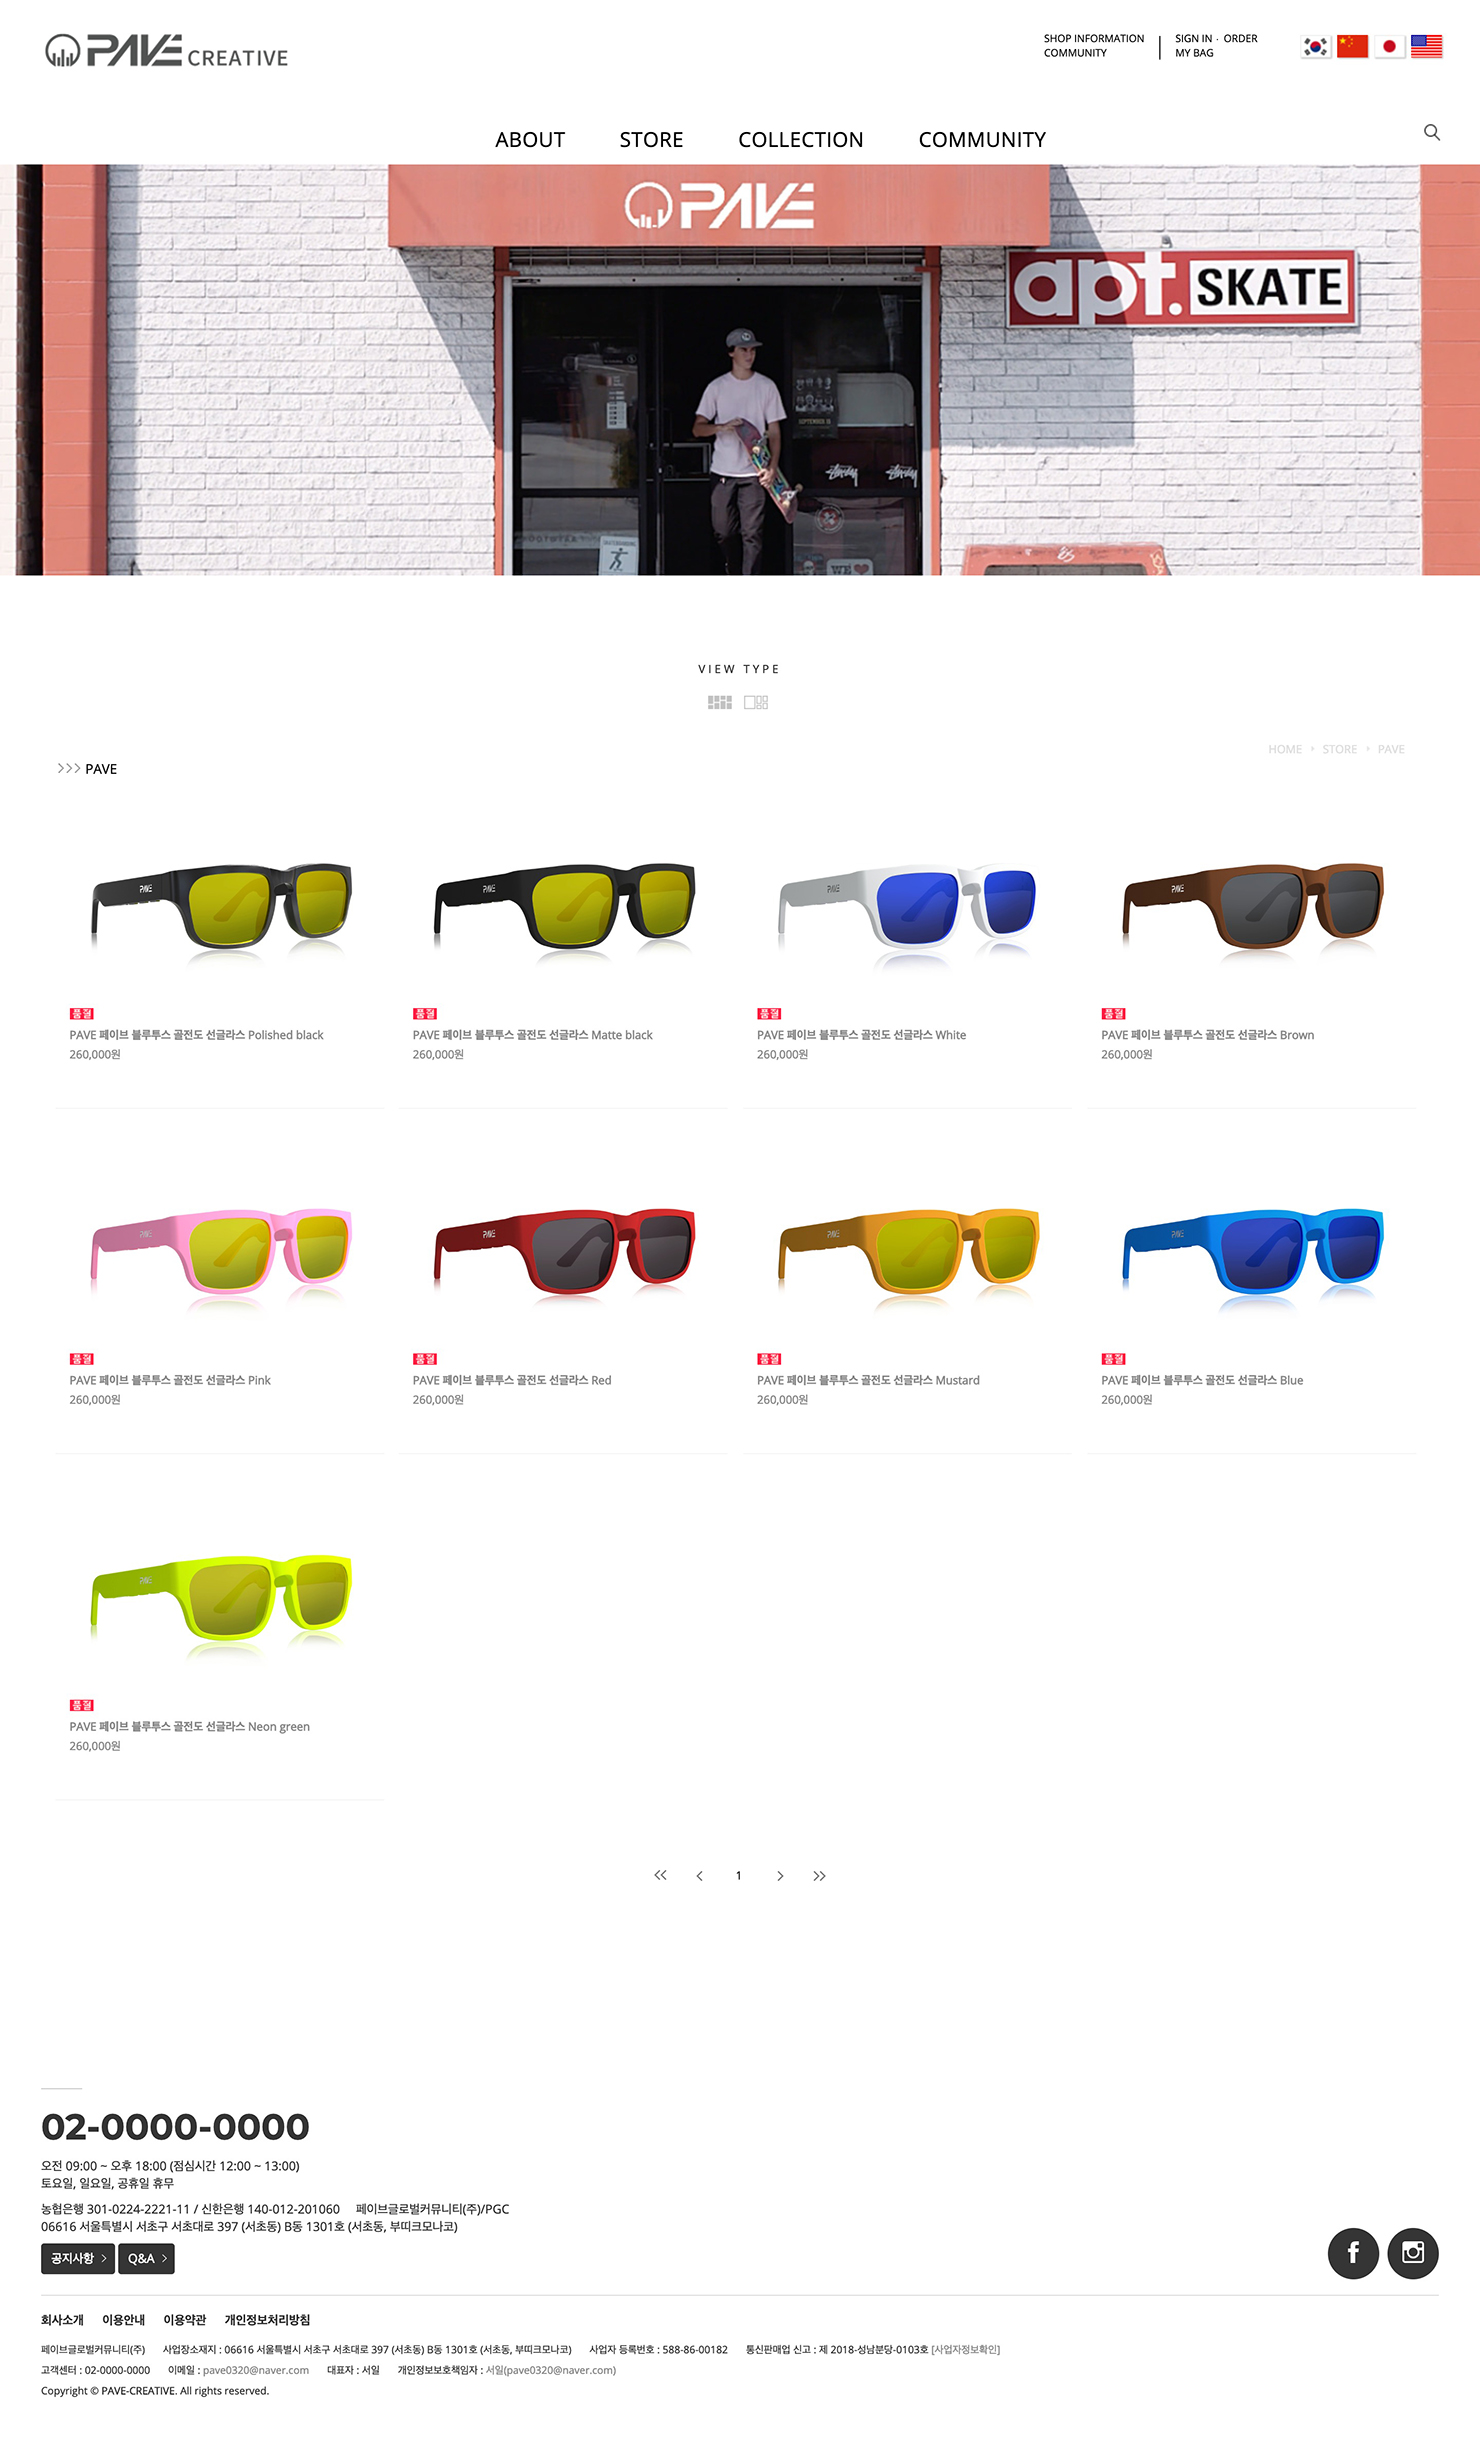 PAVE CREATIVE
SHOP INFORMATION
COMMUNITY
SIGN IN · ORDER
MY BAG
ABOUT STORE COLLECTION COMMUNITY
PAVE
apt. SKATE
stussy stussy
WE
VIEW TYPE
HOME STORE PAVE
>>> PAVE
PAVE PAVE PAVE PAVE
품절 품절 품절 품절
PAVE 페이브 블루투스 골전도 선글라스 Polished black
260,000원
PAVE 페이브 블루투스 골전도 선글라스 Matte black
260,000원
PAVE 페이브 블루투스 골전도 선글라스 White
260,000원
PAVE 페이브 블루투스 골전도 선글라스 Brown
260,000원
PAVE PAVE PAVE PAVE
품절 품절 품절 품절
PAVE 페이브 블루투스 골전도 선글라스 Pink
260,000원
PAVE 페이브 블루투스 골전도 선글라스 Red
260,000원
PAVE 페이브 블루투스 골전도 선글라스 Mustard
260,000원
PAVE 페이브 블루투스 골전도 선글라스 Blue
260,000원
PAVE
품절
PAVE 페이브 블루투스 골전도 선글라스 Neon green
260,000원
<< < 1 > >>
02-0000-0000
오전 09:00 ~ 오후 18:00 (점심시간 12:00 ~ 13:00)
토요일, 일요일, 공휴일 휴무
농협은행 301-0224-2221-11 / 신한은행 140-012-201060 페이브글로벌커뮤니티(주)/PGC
06616 서울특별시 서초구 서초대로 397 (서초동) B동 1301호 (서초동, 부띠크모나코)
공지사항 > Q&A >
회사소개 이용안내 이용약관 개인정보처리방침
페이브글로벌커뮤니티(주) 사업장소재지 : 06616 서울특별시 서초구 서초대로 397 (서초동) B동 1301호 (서초동, 부띠크모나코) 사업자 등록번호 : 588-86-00182 통신판매업 신고 : 제 2018-성남분당-0103호 [사업자정보확인]
고객센터 : 02-0000-0000 이메일 : pave0320@naver.com 대표자 : 서일 개인정보보호책임자 : 서일(pave0320@naver.com)
Copyright © PAVE-CREATIVE. All rights reserved.